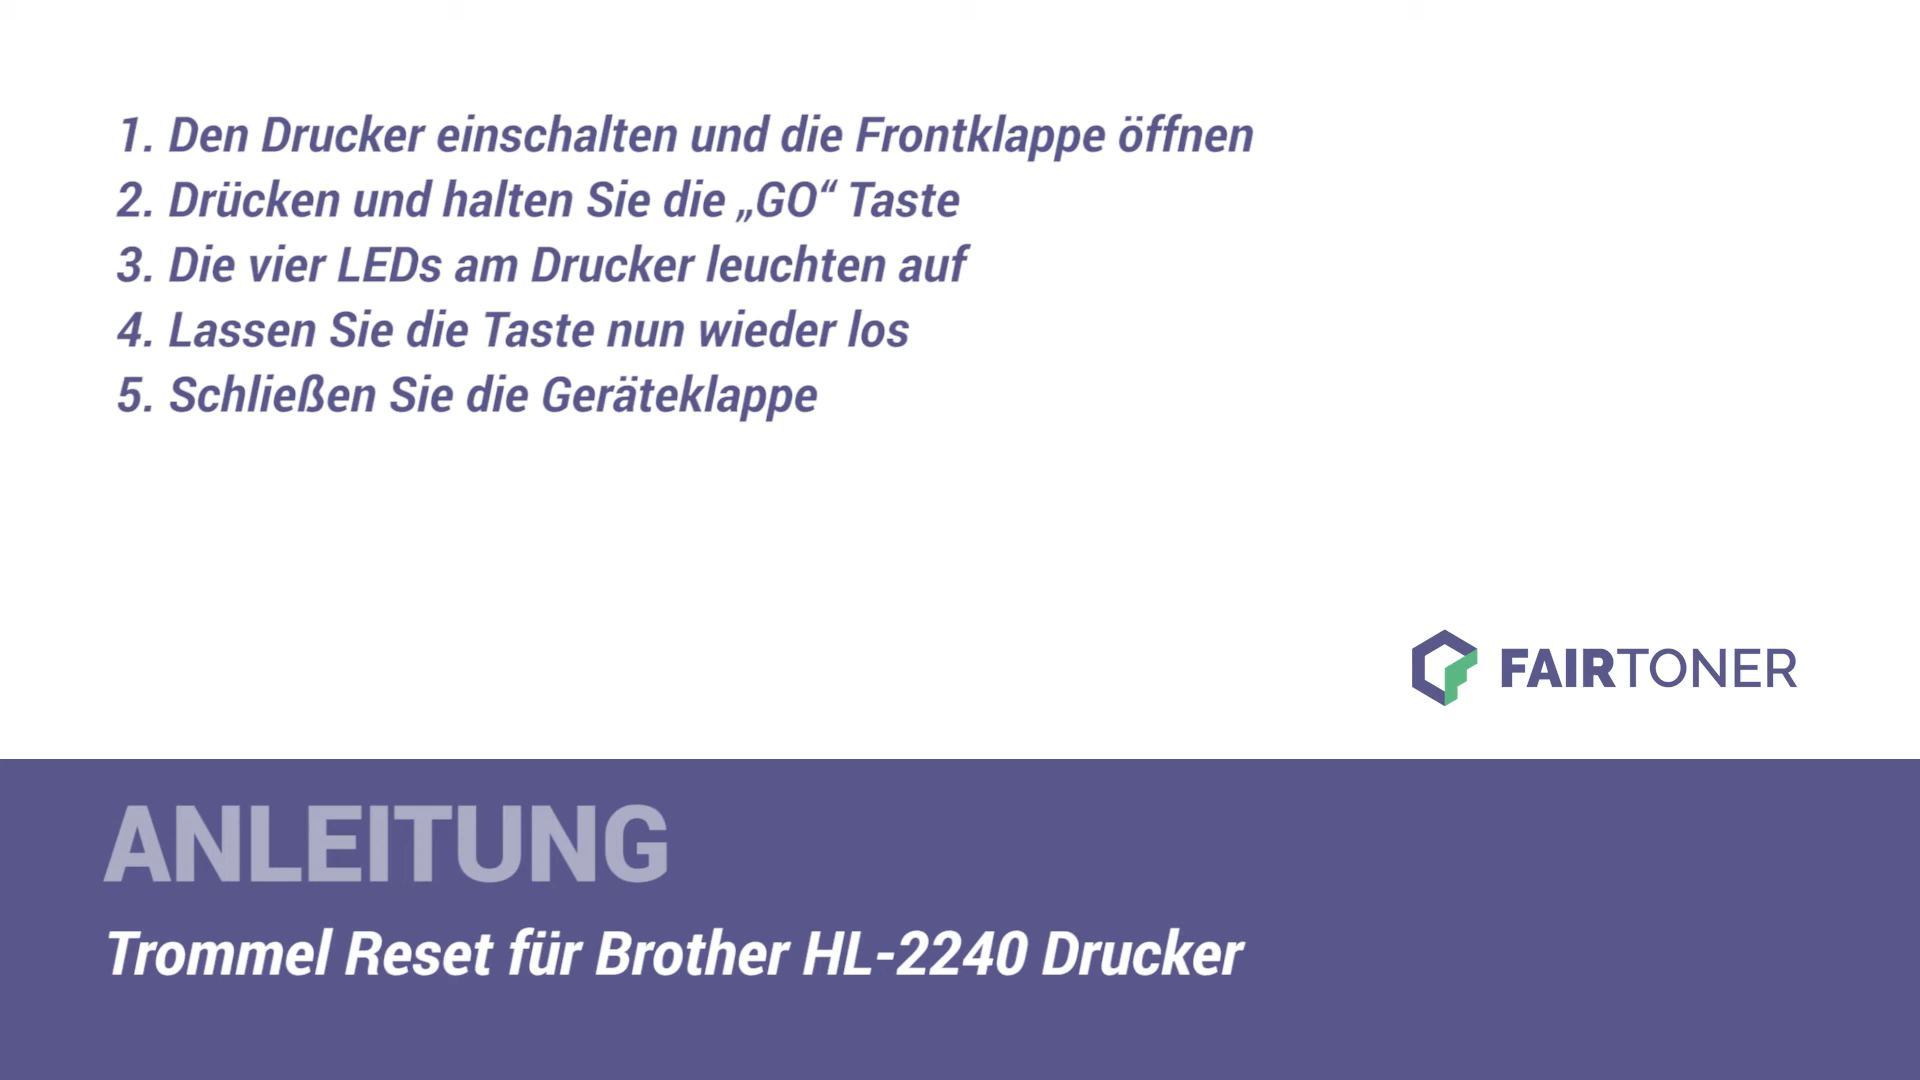 1. Den Drucker einschalten und die Frontklappe öffnen
2. Drücken und halten Sie die „GO“ Taste
3. Die vier LEDs am Drucker leuchten auf
4. Lassen Sie die Taste nun wieder los
5. Schließen Sie die Geräteklappe
FAIRTONER
ANLEITUNG
Trommel Reset für Brother HL-2240 Drucker